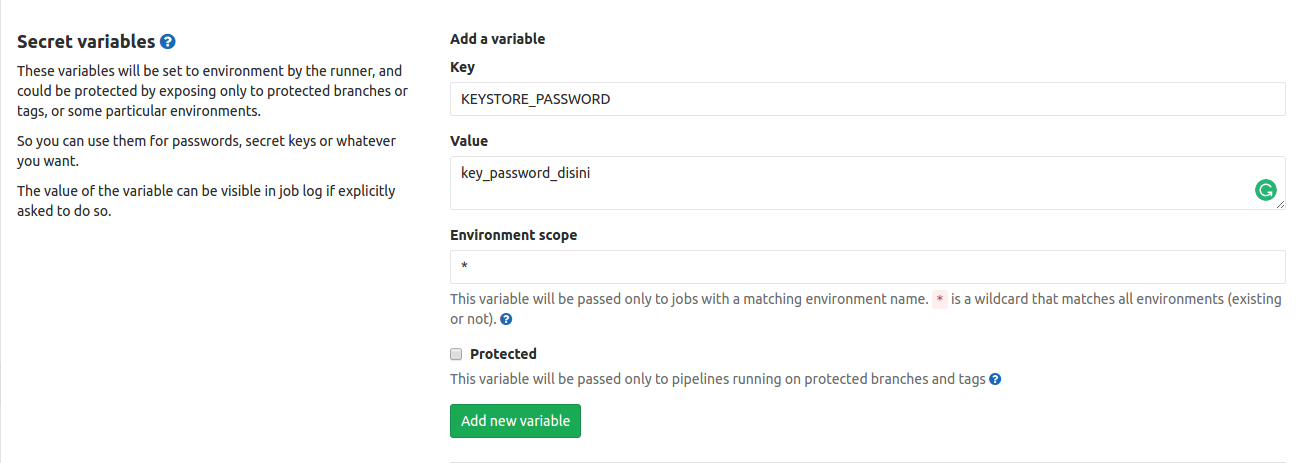 Secret variables
These variables will be set to environment by the runner, and
could be protected by exposing only to protected branches or
tags, or some particular environments.
So you can use them for passwords, secret keys or whatever
you want.
The value of the variable can be visible in job log if explicitly
asked to do so.
Add a variable
Key
KEYSTORE_PASSWORD
Value
key_password_disini
Environment scope
*
This variable will be passed only to jobs with a matching environment name. * is a wildcard that matches all environments (existing
or not).
Protected
This variable will be passed only to pipelines running on protected branches and tags
Add new variable